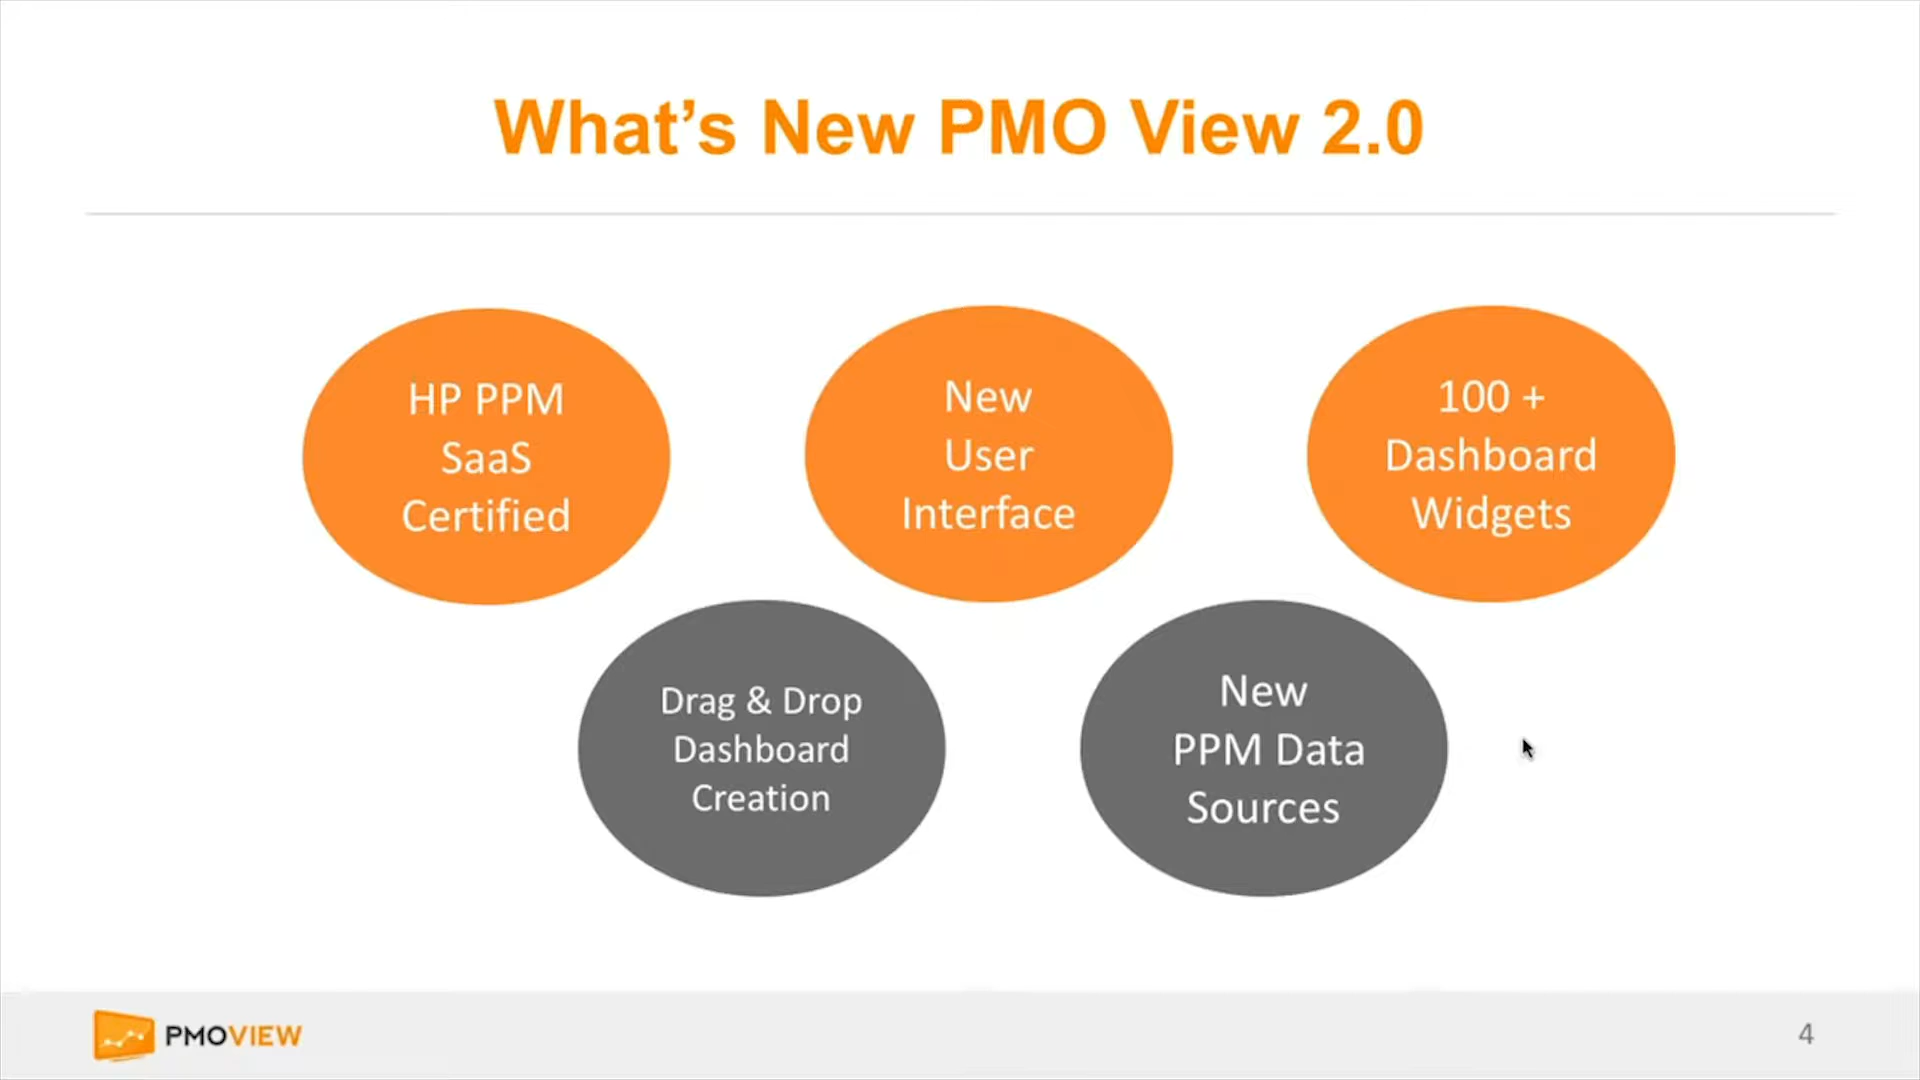 What’s New PMO View 2.0
HP PPM
SaaS
Certified
New
User
Interface
100 +
Dashboard
Widgets
Drag & Drop
Dashboard
Creation
New
PPM Data
Sources
PMOVIEW
4